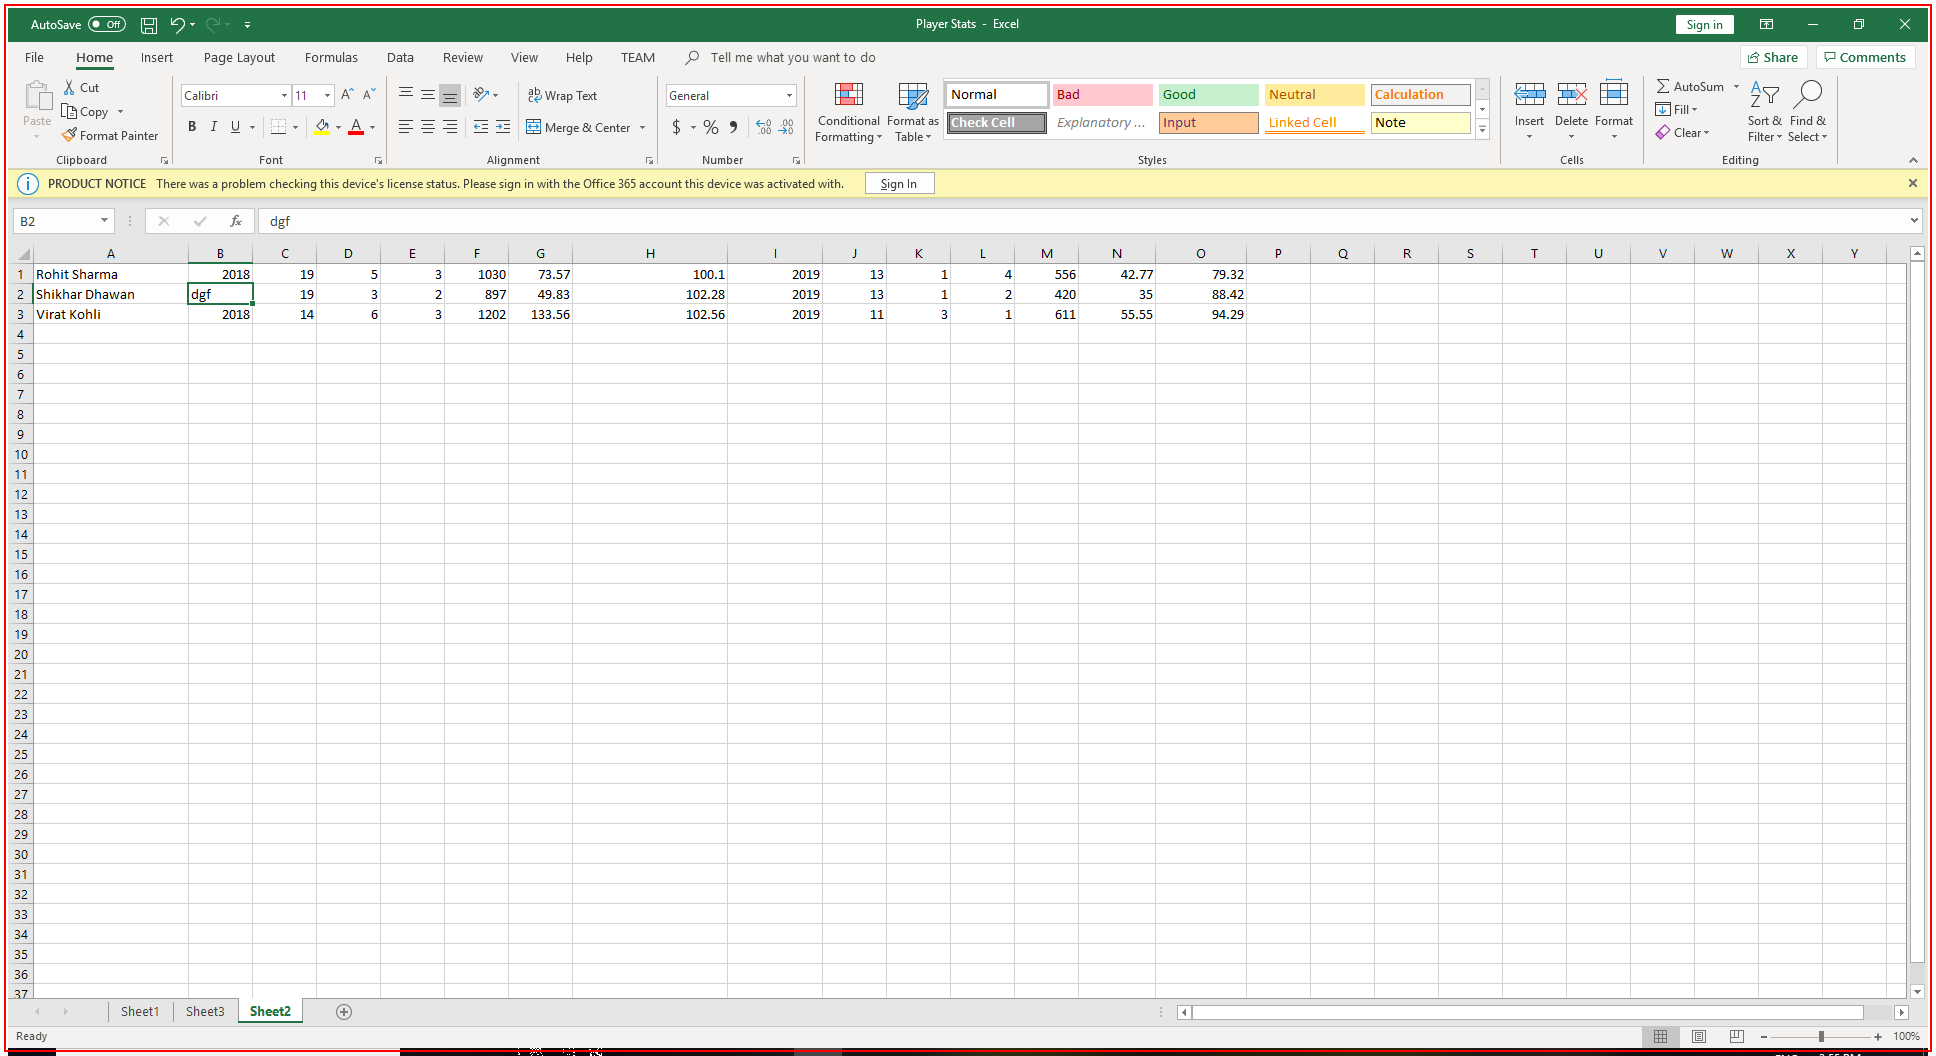 AutoSave Off
Player Stats - Excel
Sign in
File Home Insert Page Layout Formulas Data Review View Help TEAM Tell me what you want to do
Share Comments
Paste
Cut
Copy
Format Painter
Clipboard
Calibri 11 A^ A˅
B I U A
Font
Wrap Text
Merge & Center
Alignment
General
$ % ,
Number
Conditional Formatting
Format as Table
Normal Bad Good Neutral Calculation
Check Cell Explanatory ... Input Linked Cell Note
Styles
Insert Delete Format
Cells
AutoSum
Fill
Clear
Sort & Filter
Find & Select
Editing
PRODUCT NOTICE There was a problem checking this device's license status. Please sign in with the Office 365 account this device was activated with. Sign In
B2 fx dgf
A B C D E F G H I J K L M N O P Q R S T U V W X Y
1 Rohit Sharma 2018 19 5 3 1030 73.57 100.1 2019 13 1 4 556 42.77 79.32
2 Shikhar Dhawan dgf 19 3 2 897 49.83 102.28 2019 13 1 2 420 35 88.42
3 Virat Kohli 2018 14 6 3 1202 133.56 102.56 2019 11 3 1 611 55.55 94.29
4
5
6
7
8
9
10
11
12
13
14
15
16
17
18
19
20
21
22
23
24
25
26
27
28
29
30
31
32
33
34
35
36
37
Sheet1 Sheet3 Sheet2
Ready
100%